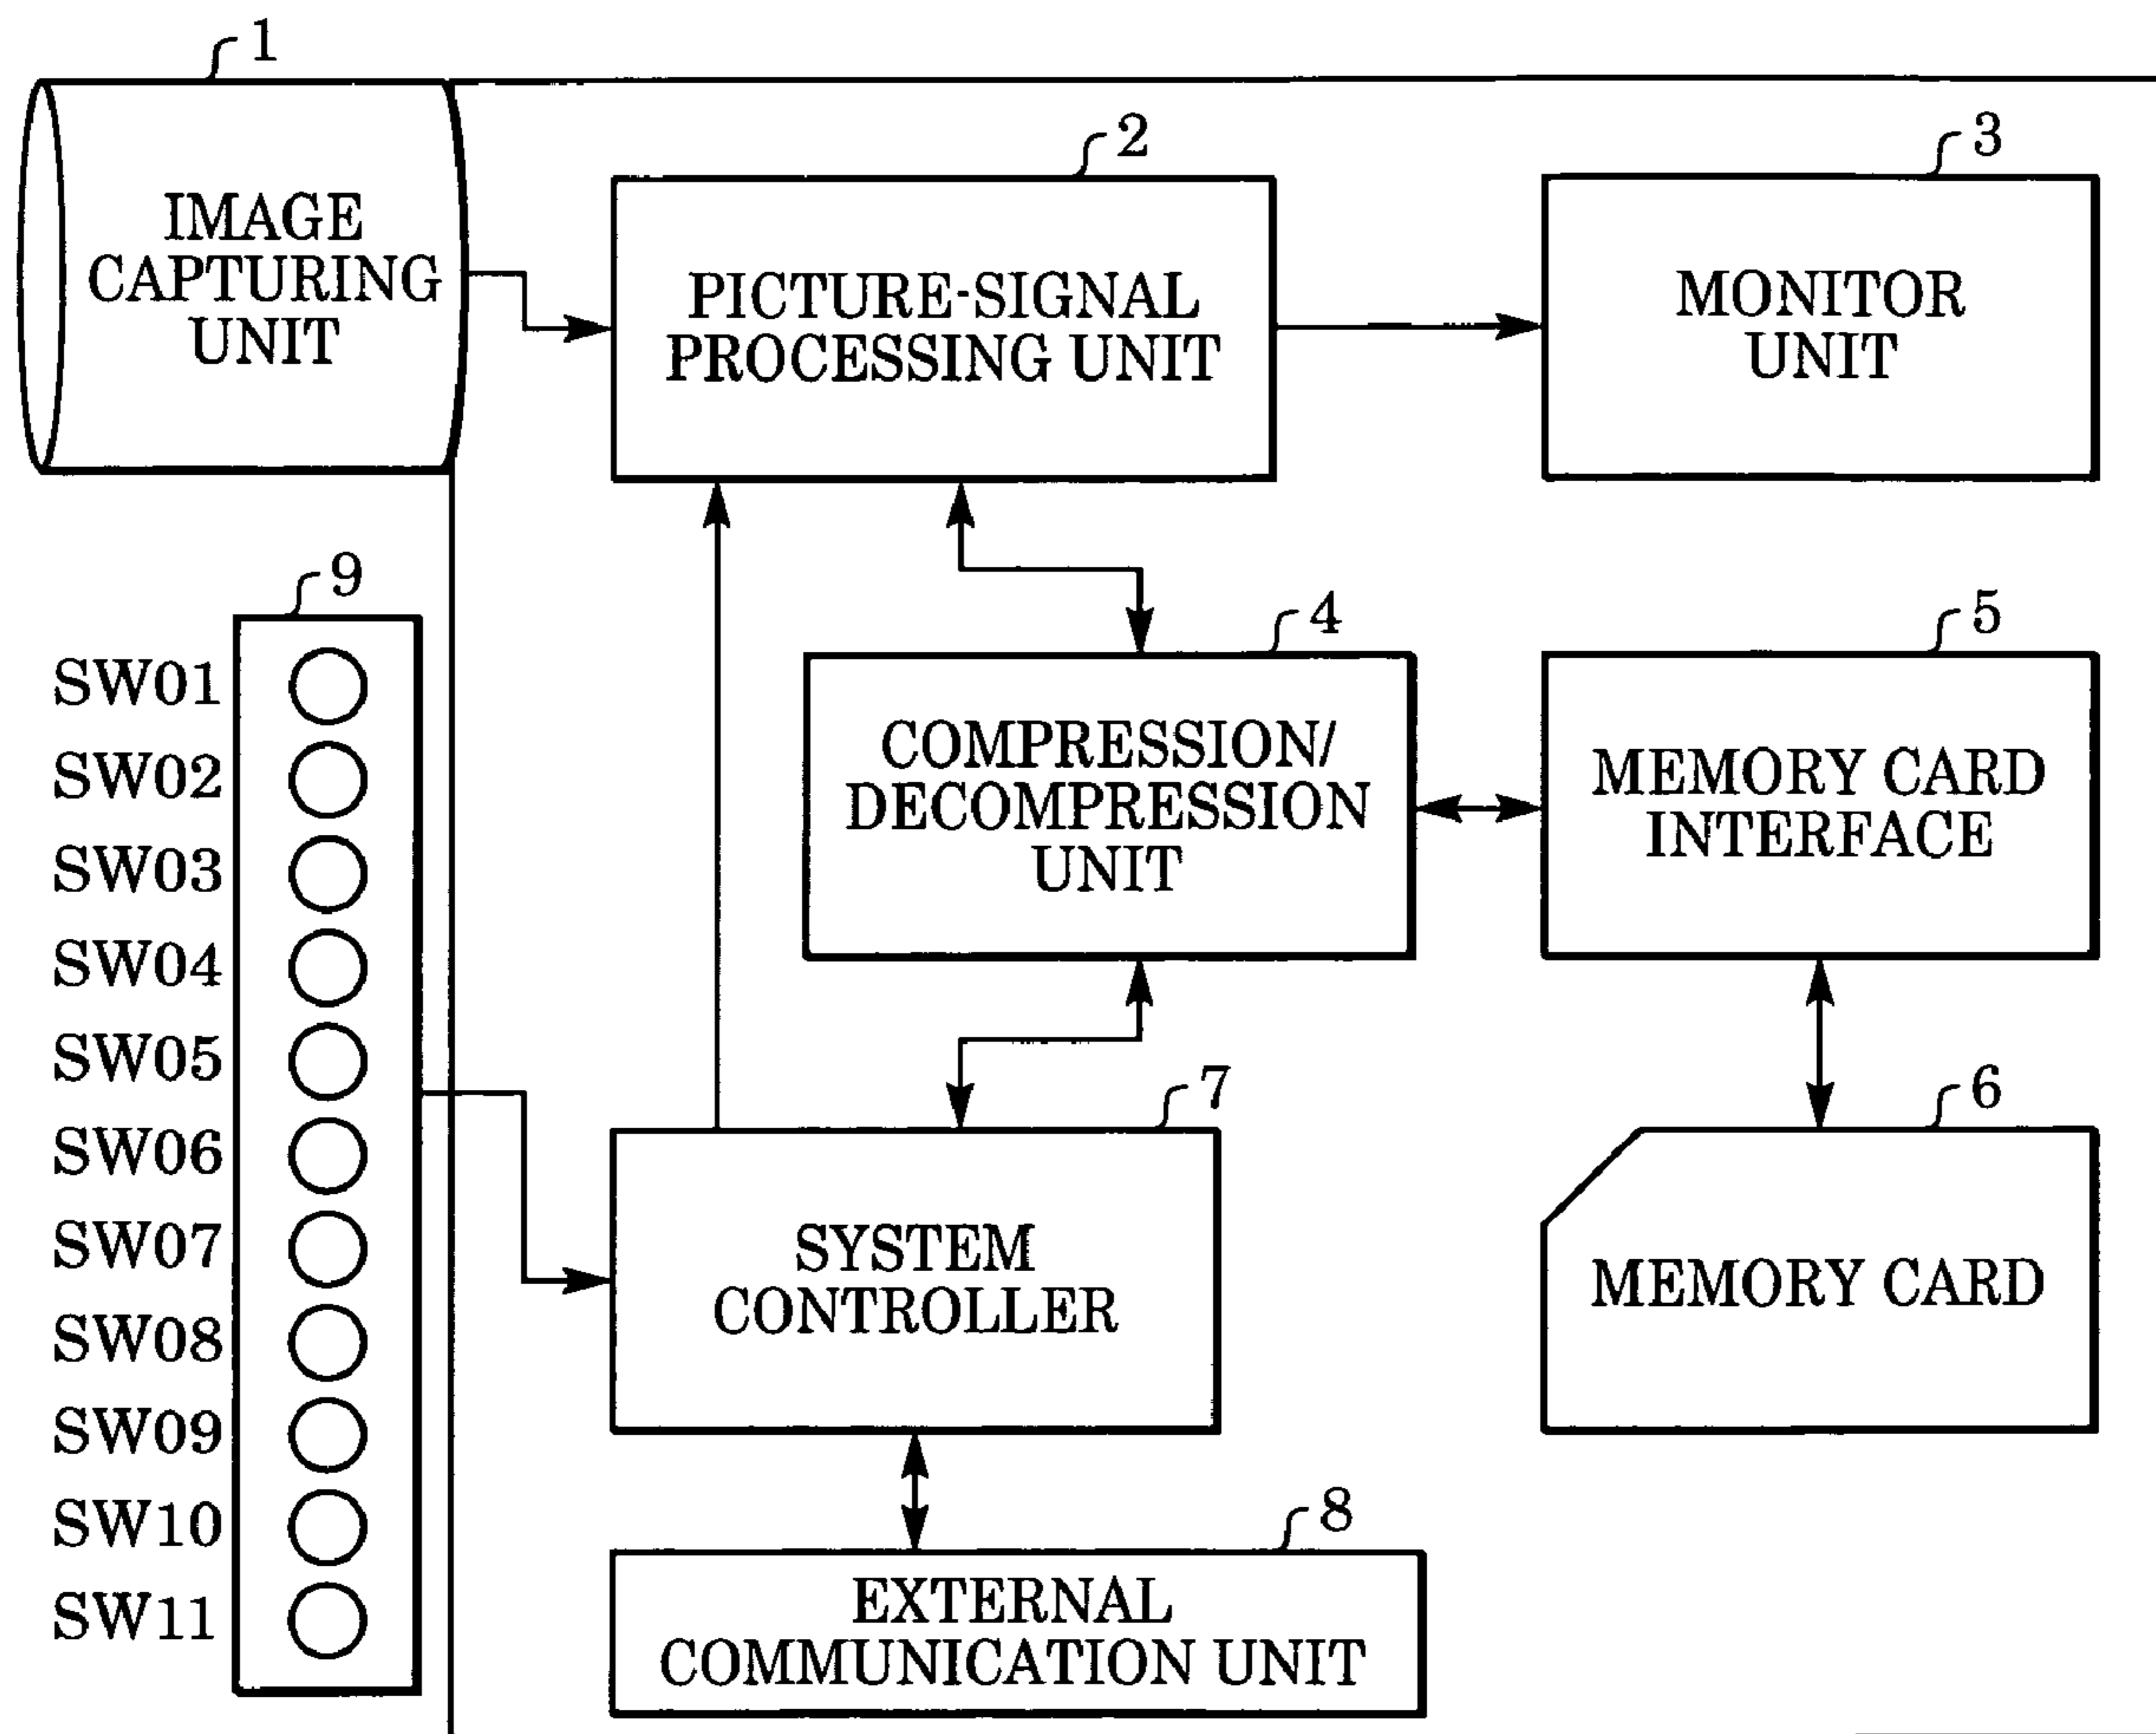 1
IMAGE
CAPTURING
UNIT
2
PICTURE-SIGNAL
PROCESSING UNIT
3
MONITOR
UNIT
9
SW01
SW02
SW03
SW04
SW05
SW06
SW07
SW08
SW09
SW10
SW11
4
COMPRESSION/
DECOMPRESSION
UNIT
5
MEMORY CARD
INTERFACE
7
SYSTEM
CONTROLLER
6
MEMORY CARD
8
EXTERNAL
COMMUNICATION UNIT